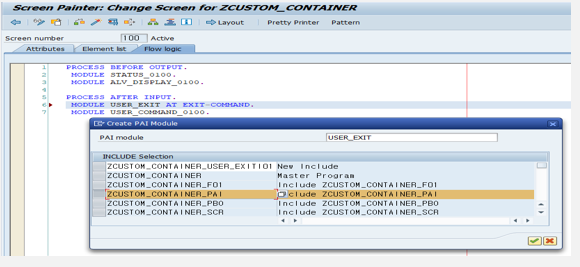 Screen Painter: Change Screen for ZCUSTOM_CONTAINER
Layout Pretty Printer Pattern
Screen number 100 Active
Attributes Element list Flow logic
1 PROCESS BEFORE OUTPUT.
2 MODULE STATUS_0100.
3 MODULE ALV_DISPLAY_0100.
4
5 PROCESS AFTER INPUT.
6 MODULE USER_EXIT AT EXIT-COMMAND.
7 MODULE USER_COMMAND_0100.
Create PAI Module
PAI module USER_EXIT
INCLUDE Selection
ZCUSTOM_CONTAINER_USER_EXITI01 New Include
ZCUSTOM_CONTAINER Master Program
ZCUSTOM_CONTAINER_F01 Include ZCUSTOM_CONTAINER_F01
ZCUSTOM_CONTAINER_PAI clude ZCUSTOM_CONTAINER_PAI
ZCUSTOM_CONTAINER_PBO Include ZCUSTOM_CONTAINER_PBO
ZCUSTOM_CONTAINER_SCR Include ZCUSTOM_CONTAINER_SCR